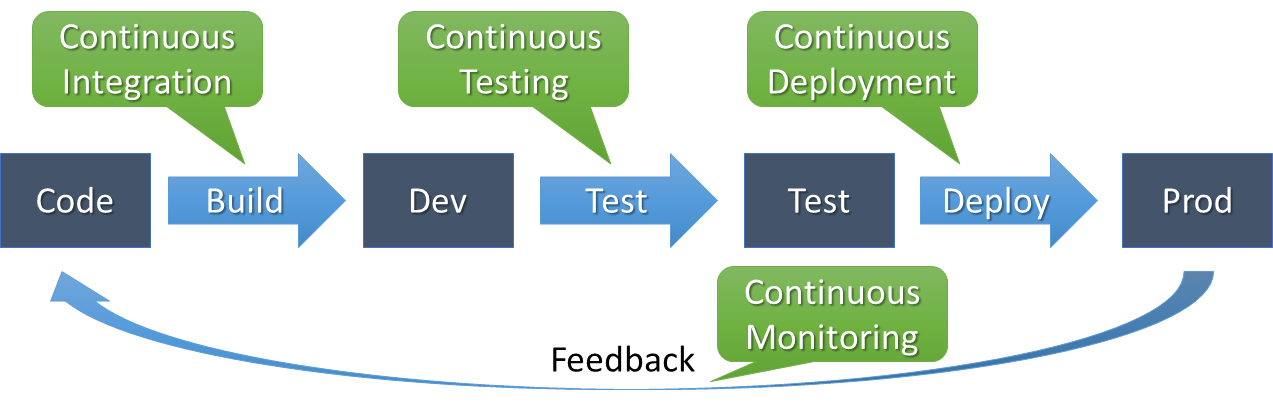 Continuous
Integration
Continuous
Testing
Continuous
Deployment
Code
Build
Dev
Test
Test
Deploy
Prod
Continuous
Monitoring
Feedback